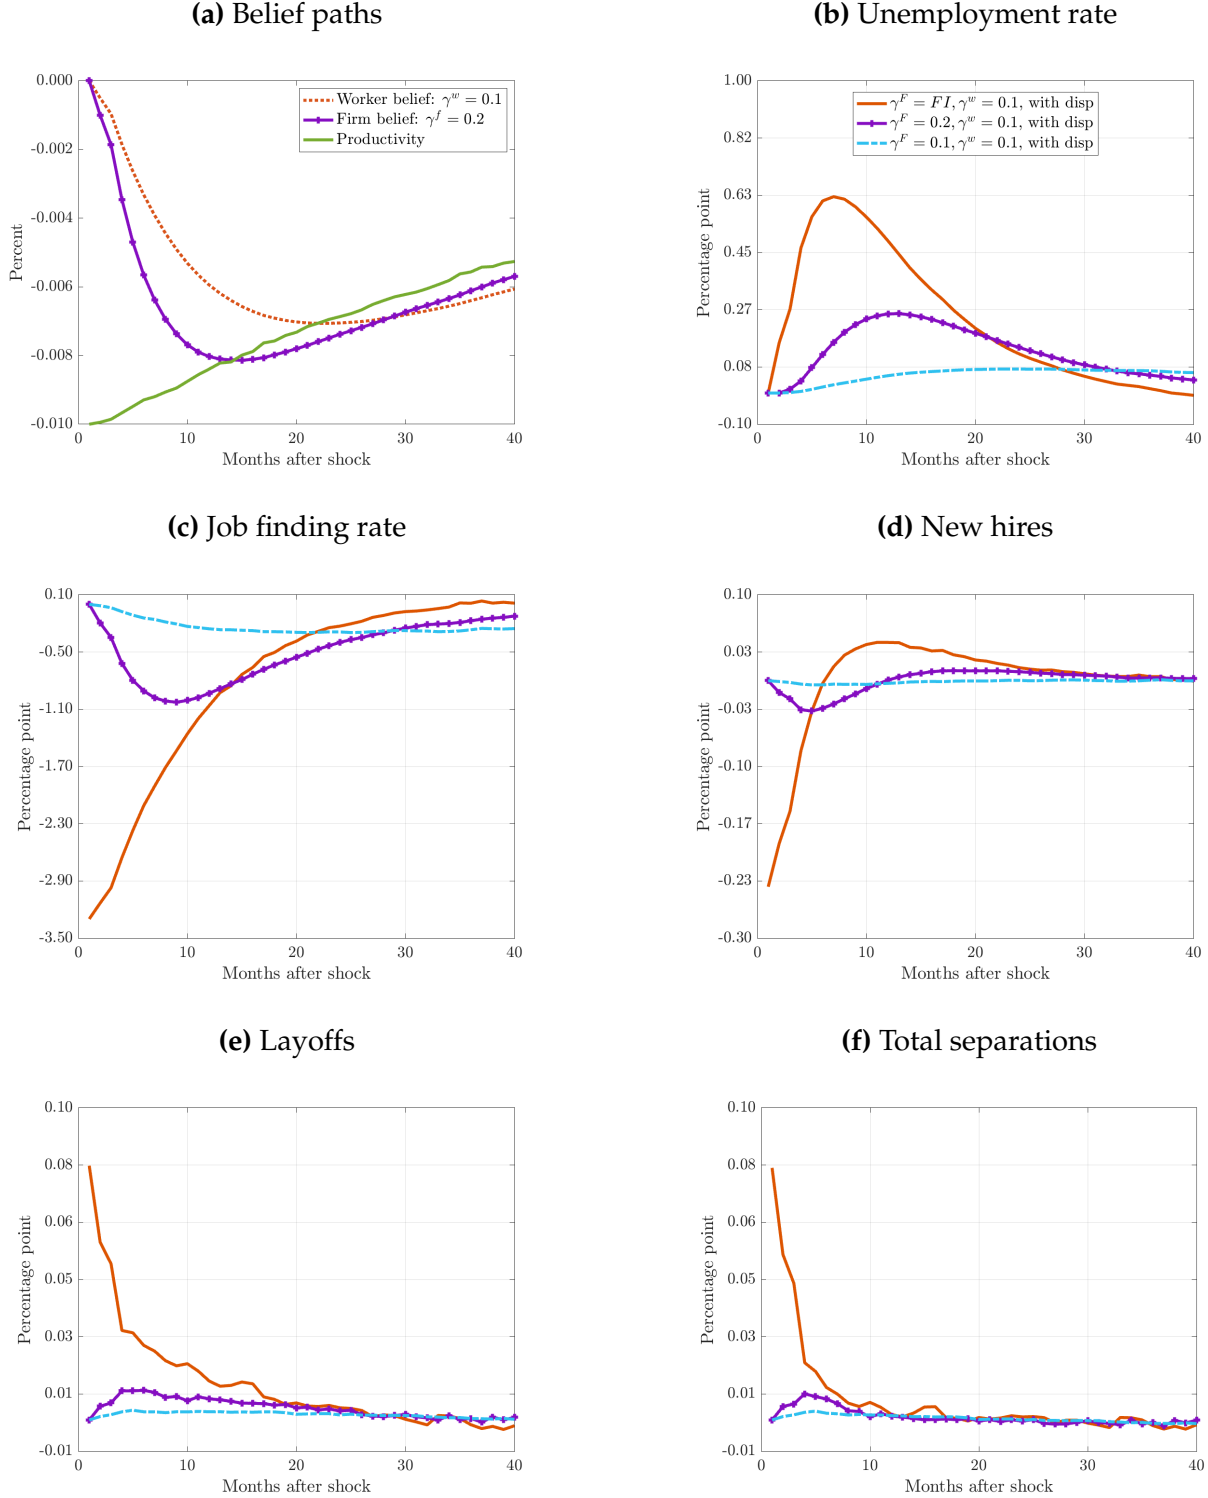 (a) Belief paths
0.000
-0.002
-0.004
-0.006
-0.008
-0.010
Percent
Worker belief: γ^w = 0.1
Firm belief: γ^f = 0.2
Productivity
0 10 20 30 40
Months after shock
(b) Unemployment rate
1.00
0.82
0.63
0.45
0.27
0.08
-0.10
Percentage point
γ^F = FI, γ^w = 0.1, with disp
γ^F = 0.2, γ^w = 0.1, with disp
γ^F = 0.1, γ^w = 0.1, with disp
0 10 20 30 40
Months after shock
(c) Job finding rate
0.10
-0.50
-1.10
-1.70
-2.30
-2.90
-3.50
Percentage point
0 10 20 30 40
Months after shock
(d) New hires
0.10
0.03
-0.03
-0.10
-0.17
-0.23
-0.30
Percentage point
0 10 20 30 40
Months after shock
(e) Layoffs
0.10
0.08
0.06
0.05
0.03
0.01
-0.01
Percentage point
0 10 20 30 40
Months after shock
(f) Total separations
0.10
0.08
0.06
0.05
0.03
0.01
-0.01
Percentage point
0 10 20 30 40
Months after shock